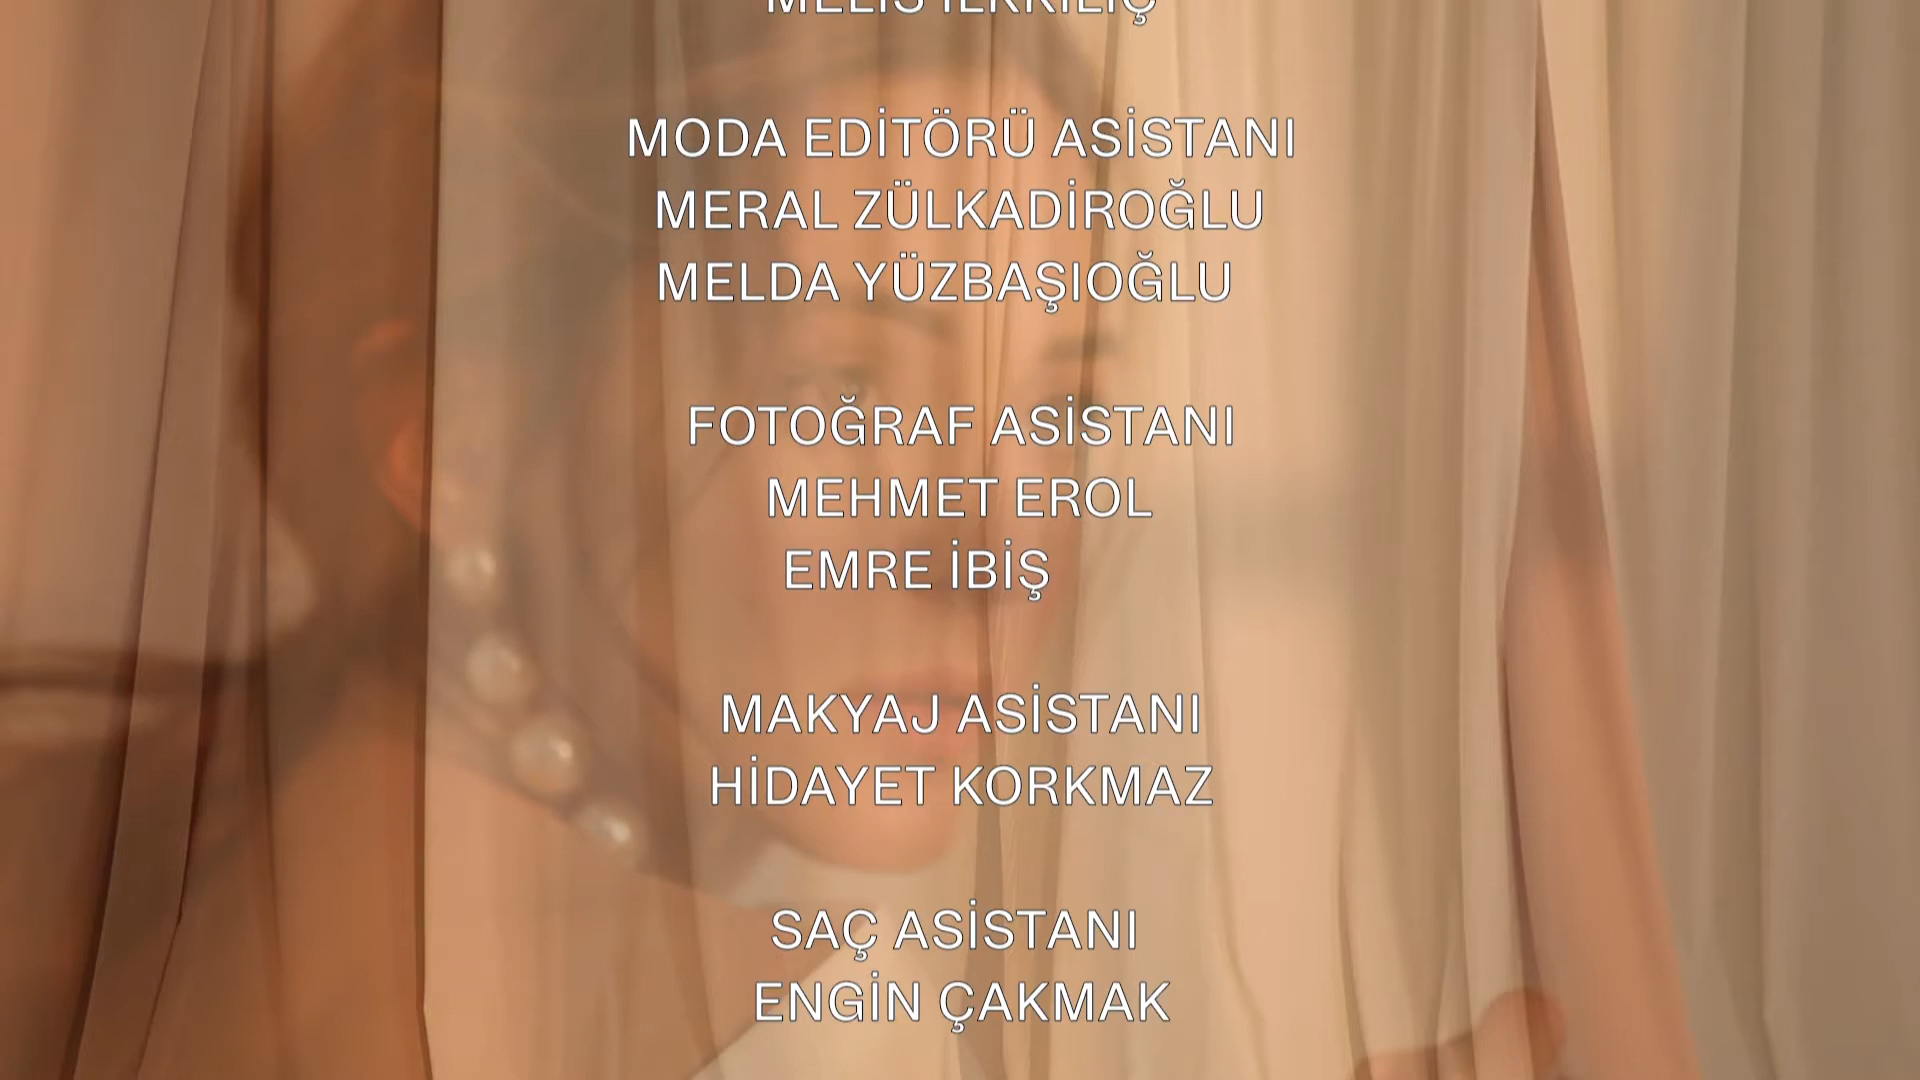 MODA EDİTÖRÜ ASİSTANI
MERAL ZÜLKADİROĞLU
MELDA YÜZBAŞIOĞLU
FOTOĞRAF ASİSTANI
MEHMET EROL
EMRE İBİŞ
MAKYAJ ASİSTANI
HİDAYET KORKMAZ
SAÇ ASİSTANI
ENGİN ÇAKMAK